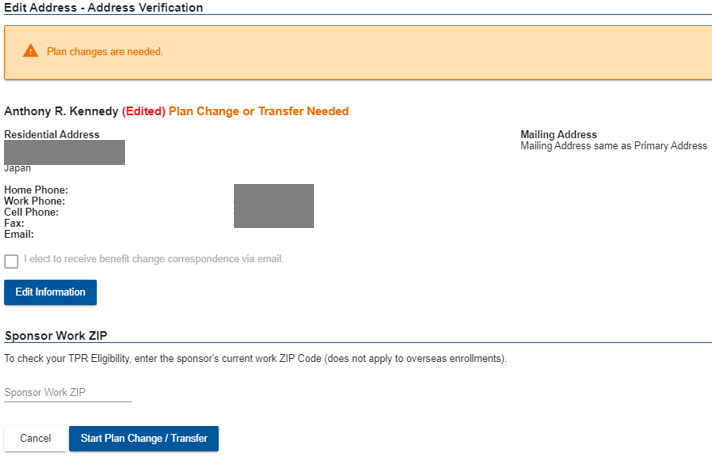 Edit Address - Address Verification
Plan changes are needed.
Anthony R. Kennedy (Edited) Plan Change or Transfer Needed
Residential Address
Japan
Mailing Address
Mailing Address same as Primary Address
Home Phone:
Work Phone:
Cell Phone:
Fax:
Email:
I elect to receive benefit change correspondence via email.
Edit Information
Sponsor Work ZIP
To check your TPR Eligibility, enter the sponsor's current work ZIP Code (does not apply to overseas enrollments).
Sponsor Work ZIP
Cancel
Start Plan Change / Transfer